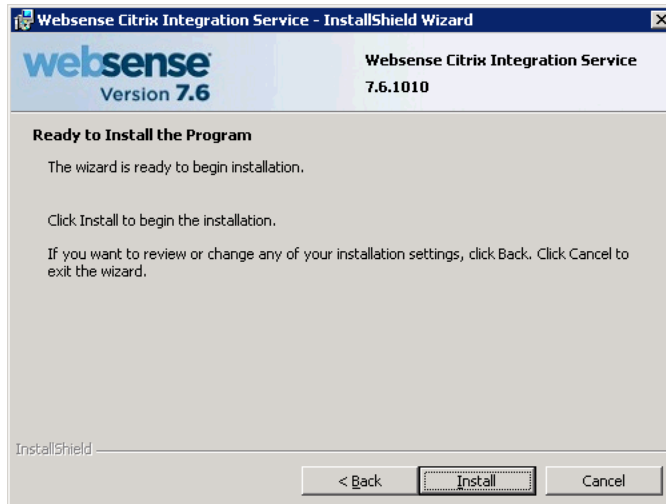 Websense Citrix Integration Service - InstallShield Wizard
websense
Version 7.6
Websense Citrix Integration Service
7.6.1010
Ready to Install the Program
The wizard is ready to begin installation.
Click Install to begin the installation.
If you want to review or change any of your installation settings, click Back. Click Cancel to
exit the wizard.
InstallShield
< Back
Install
Cancel